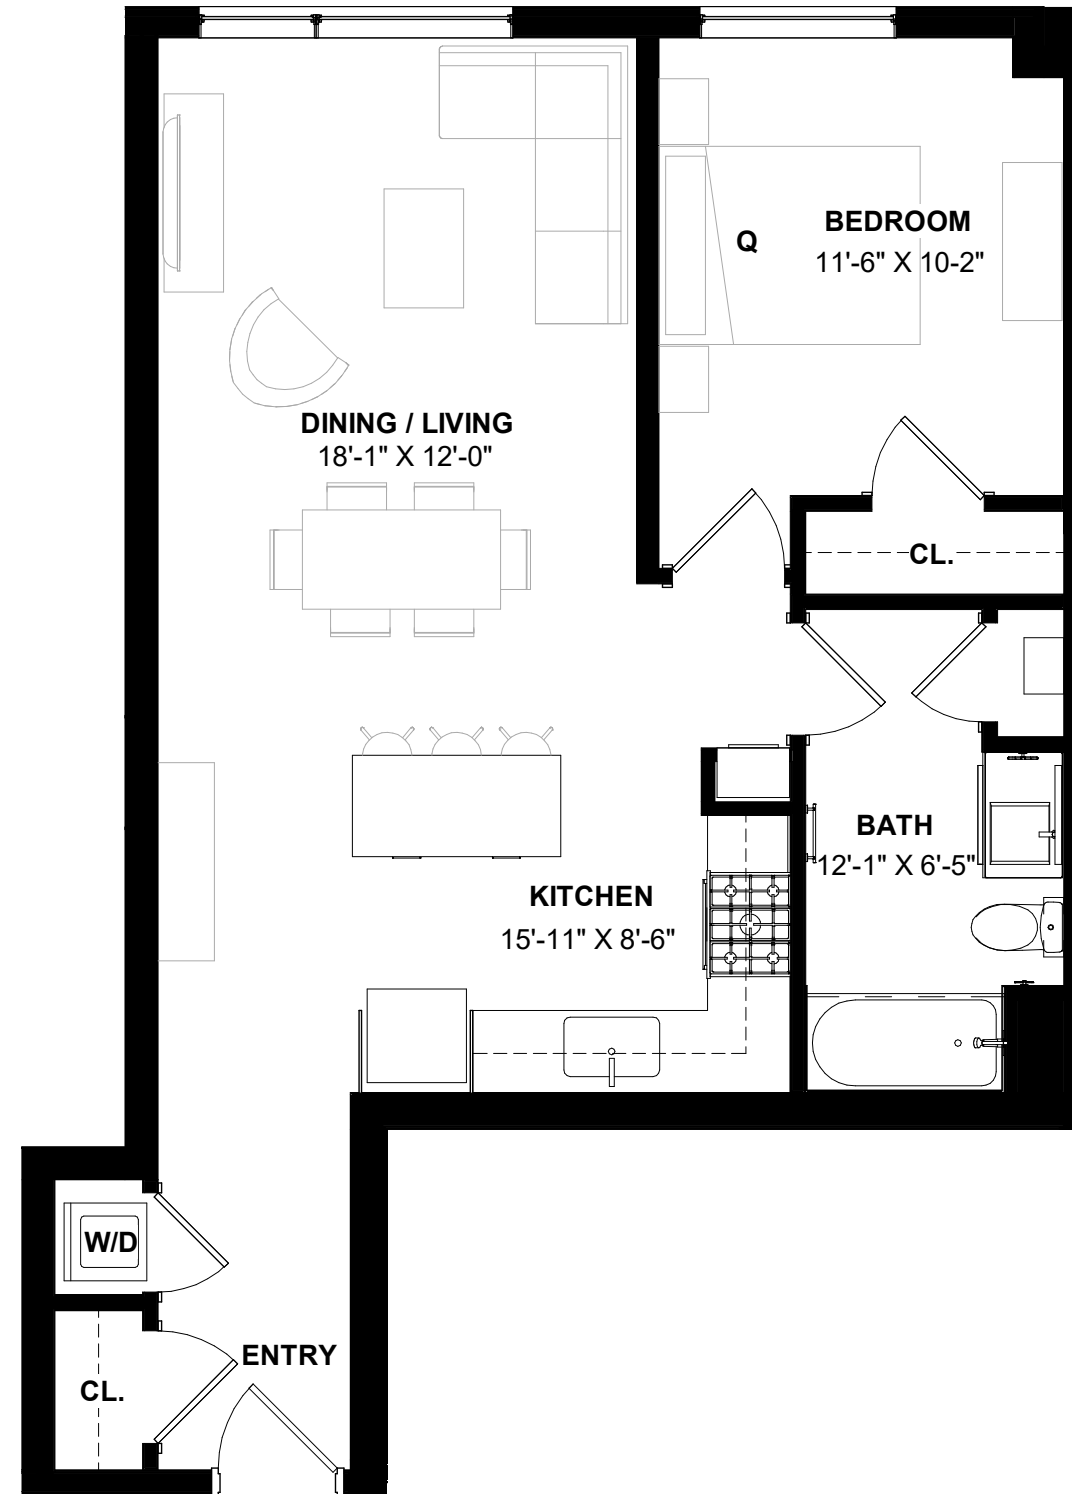 BEDROOM
Q
11'-6" X 10-2"
DINING / LIVING
18'-1" X 12'-0"
CL.
BATH
12'-1" X 6'-5"
KITCHEN
15'-11" X 8'-6"
W/D
ENTRY
CL.